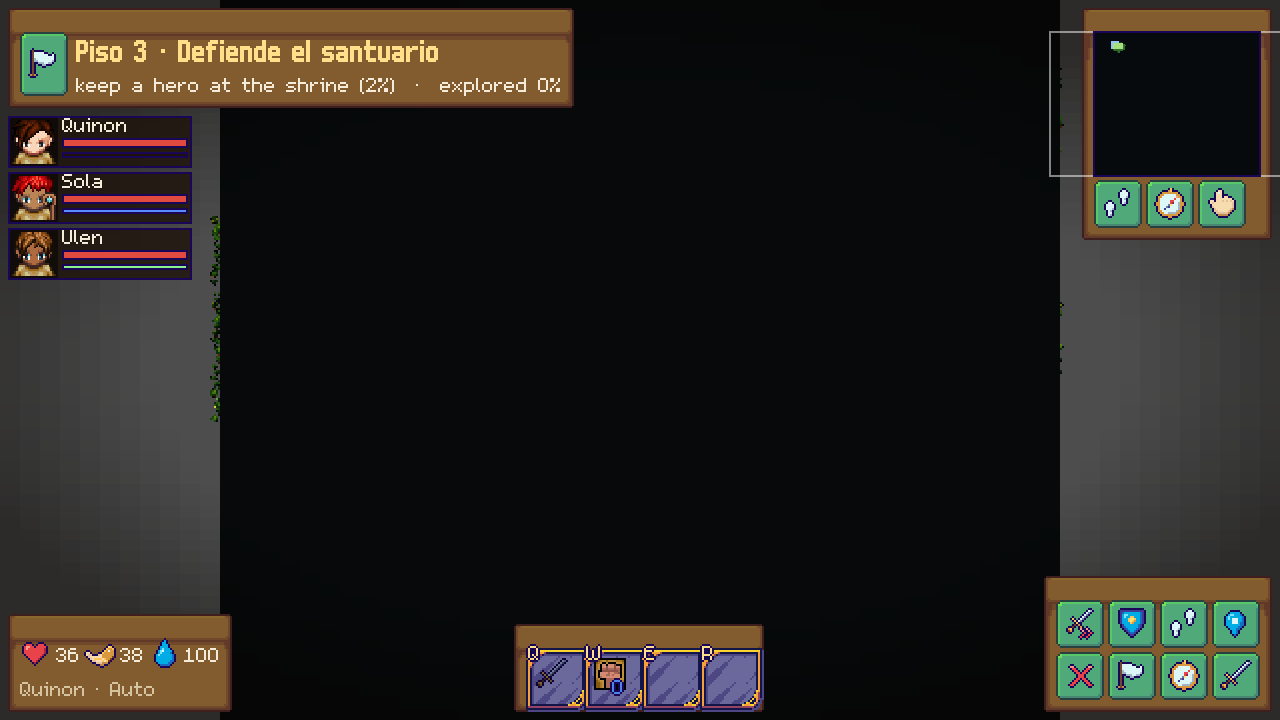 Piso 3 · Defiende el santuario
keep a hero at the shrine (2%) · explored 0%
Quinon
Sola
Ulen
36 38 100
Quinon · Auto
Q W E R